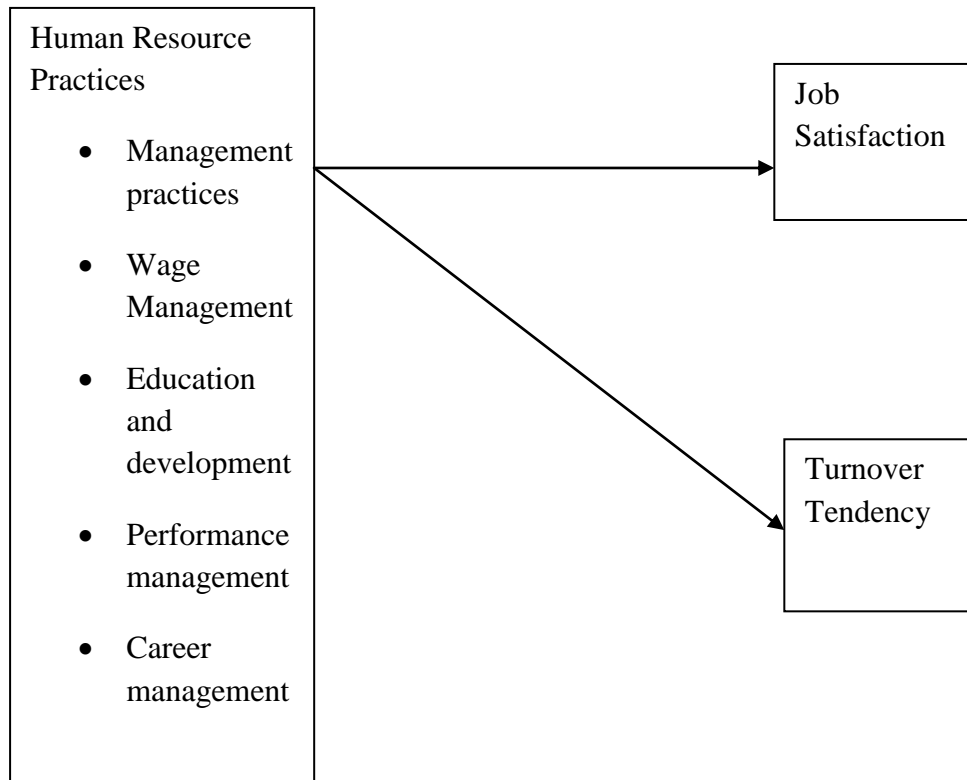 Human Resource
Practices
• Management
practices
• Wage
Management
• Education
and
development
• Performance
management
• Career
management
Job
Satisfaction
Turnover
Tendency